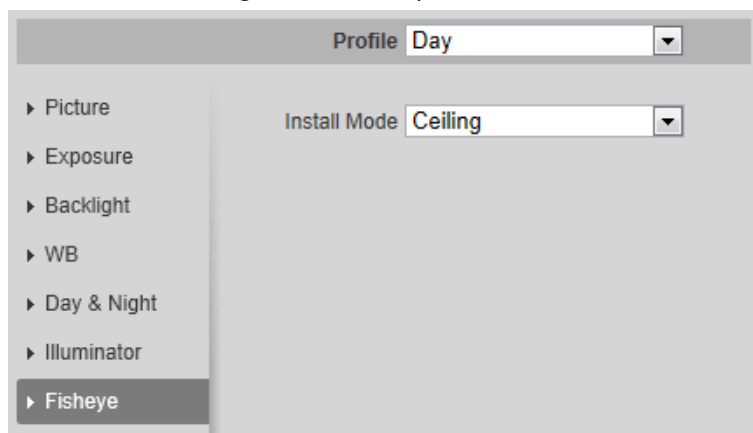 Profile Day
Picture
Install Mode Ceiling
Exposure
Backlight
WB
Day & Night
Illuminator
Fisheye